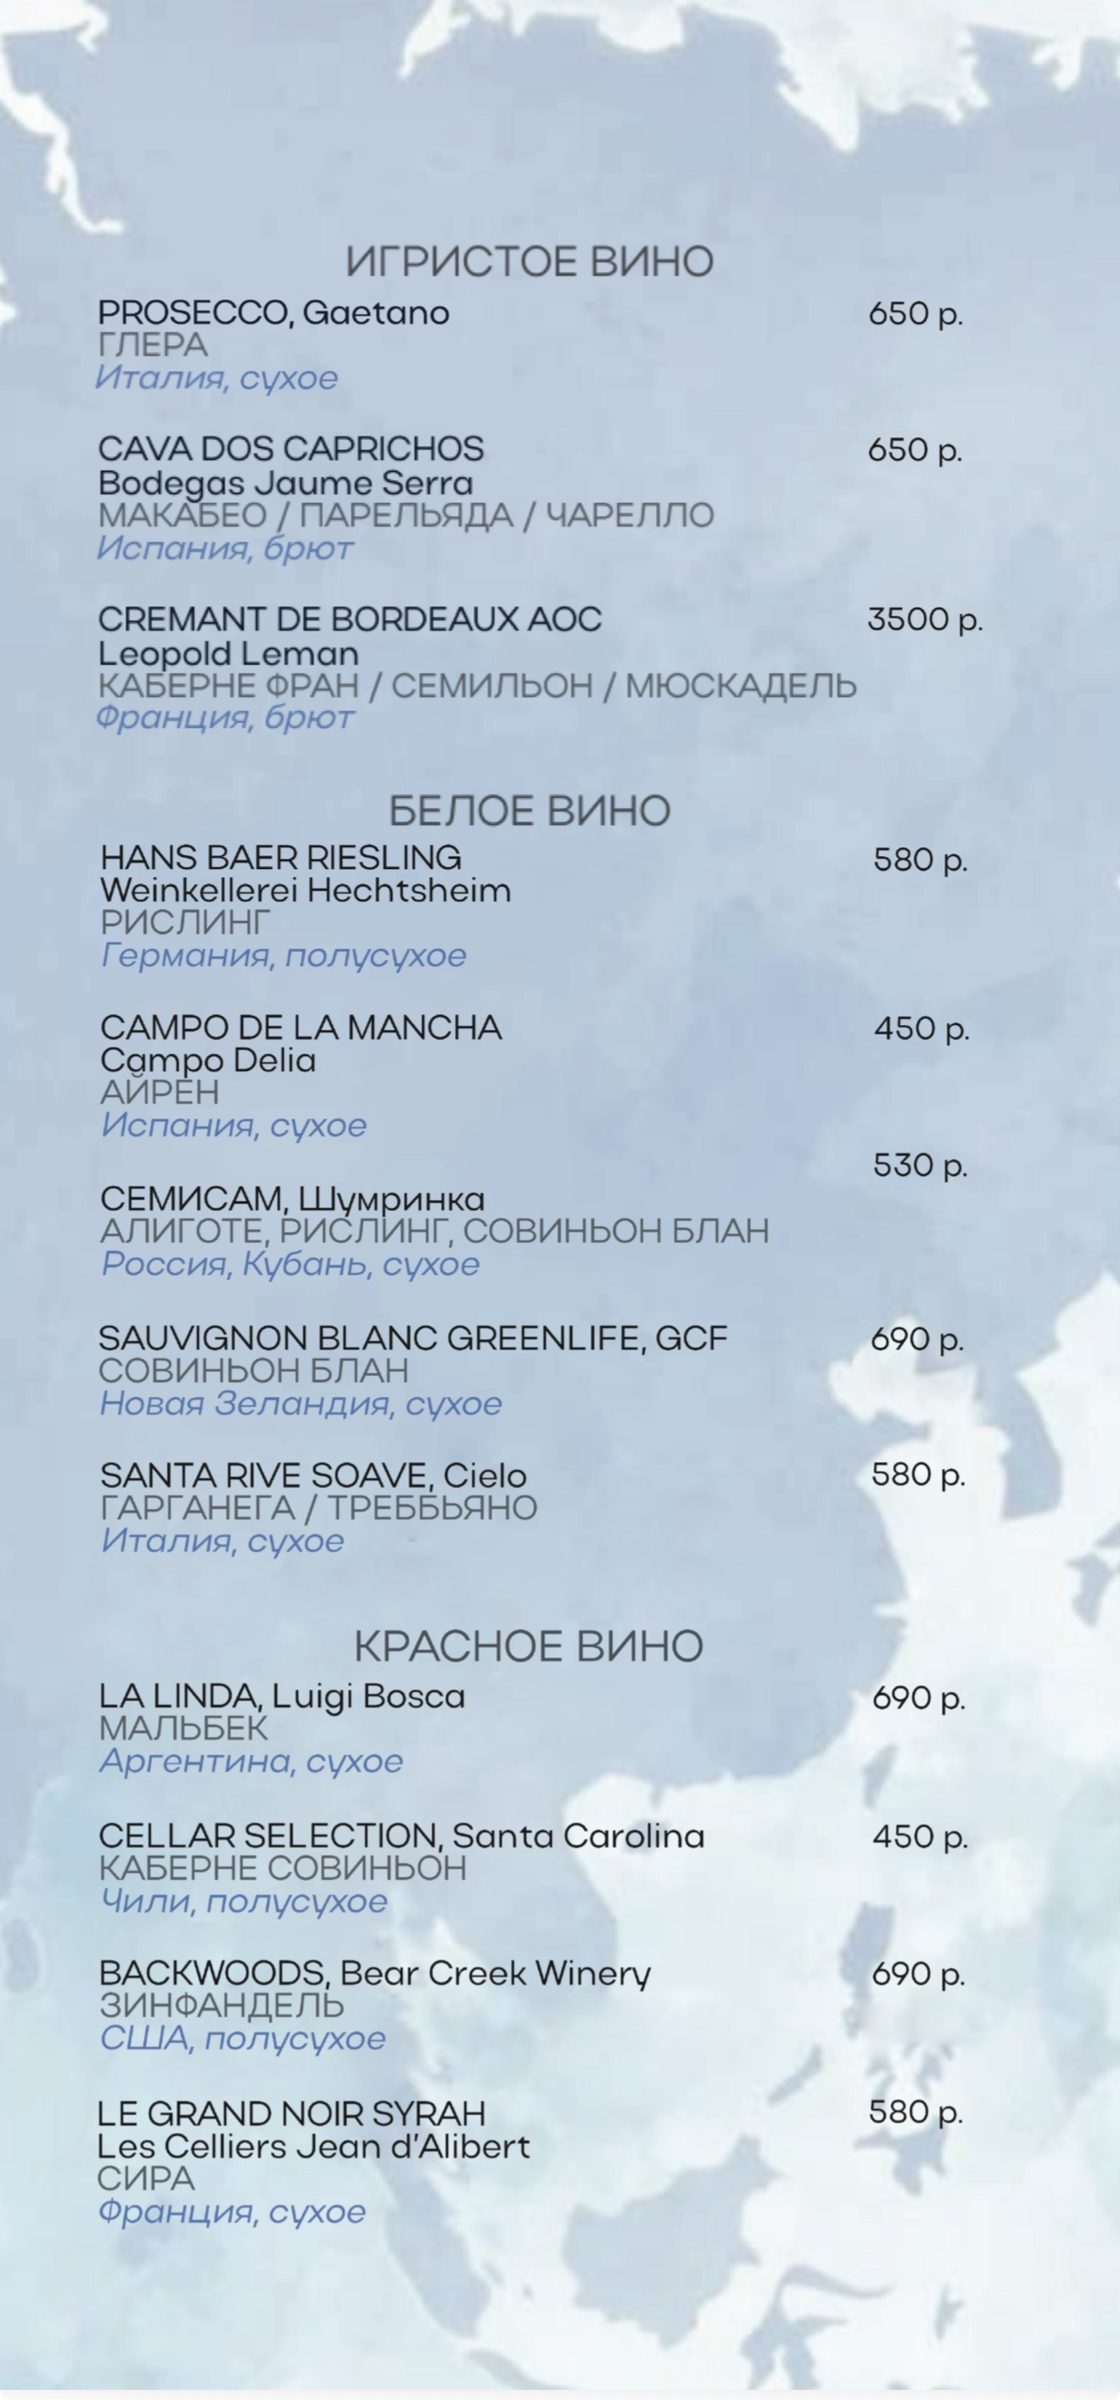 ИГРИСТОЕ ВИНО
PROSECCO, Gaetano 650 р.
ГЛЕРА
Италия, сухое
CAVA DOS CAPRICHOS 650 р.
Bodegas Jaume Serra
МАКАБЕО / ПАРЕЛЬЯДА / ЧАРЕЛЛО
Испания, брют
CREMANT DE BORDEAUX AOC 3500 р.
Leopold Leman
КАБЕРНЕ ФРАН / СЕМИЛЬОН / МЮСКАДЕЛЬ
Франция, брют
БЕЛОЕ ВИНО
HANS BAER RIESLING 580 р.
Weinkellerei Hechtsheim
РИСЛИНГ
Германия, полусухое
CAMPO DE LA MANCHA 450 р.
Campo Delia
АЙРЕН
Испания, сухое
530 р.
СЕМИСАМ, Шумринка
АЛИГОТЕ, РИСЛИНГ, СОВИНЬОН БЛАН
Россия, Кубань, сухое
SAUVIGNON BLANC GREENLIFE, GCF 690 р.
СОВИНЬОН БЛАН
Новая Зеландия, сухое
SANTA RIVE SOAVE, Cielo 580 р.
ГАРГАНЕГА / ТРЕББЬЯНО
Италия, сухое
КРАСНОЕ ВИНО
LA LINDA, Luigi Bosca 690 р.
МАЛЬБЕК
Аргентина, сухое
CELLAR SELECTION, Santa Carolina 450 р.
КАБЕРНЕ СОВИНЬОН
Чили, полусухое
BACKWOODS, Bear Creek Winery 690 р.
ЗИНФАНДЕЛЬ
США, полусухое
LE GRAND NOIR SYRAH 580 р.
Les Celliers Jean d'Alibert
СИРА
Франция, сухое